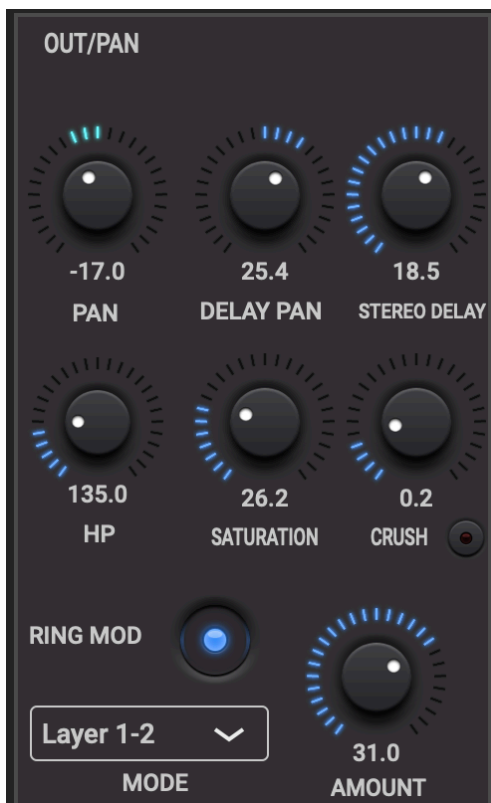 OUT/PAN
-17.0 25.4 18.5
PAN DELAY PAN STEREO DELAY
135.0 26.2 0.2
HP SATURATION CRUSH
RING MOD
Layer 1-2
31.0
MODE AMOUNT